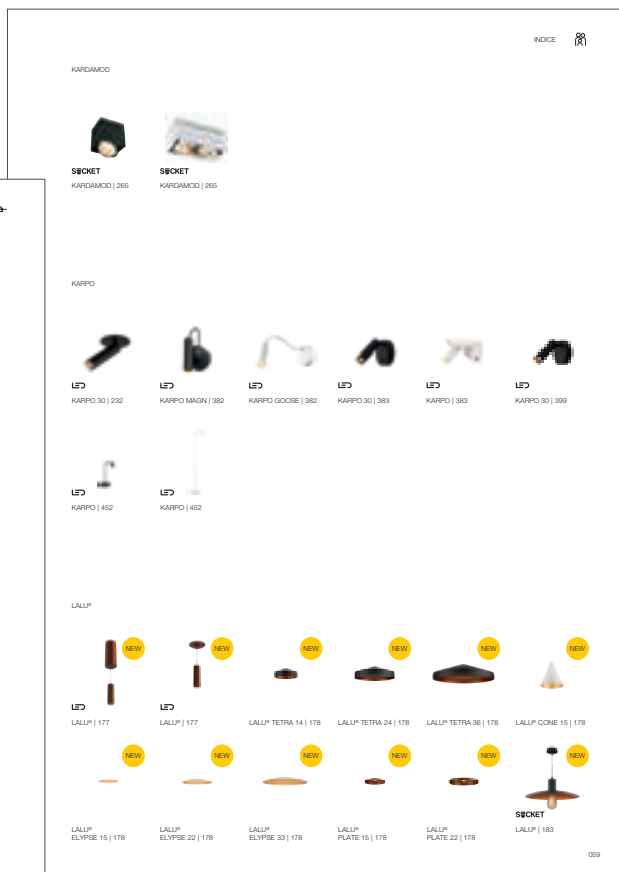 INDICE
KARDAMOD
SOCKET
SOCKET
KARDAMOD | 265
KARDAMOD | 265
KARPO
LED
LED
LED
LED
LED
LED
KARPO 30 | 232
KARPO MAGN | 382
KARPO GOOSE | 382
KARPO 30 | 383
KARPO | 383
KARPO 30 | 399
LED
LED
KARPO | 452
KARPO | 452
LALU®
NEW
NEW
NEW
NEW
NEW
NEW
LED
LED
LALU® | 177
LALU® | 177
LALU® TETRA 14 | 178
LALU® TETRA 24 | 178
LALU® TETRA 36 | 178
LALU® CONE 15 | 178
NEW
NEW
NEW
NEW
NEW
NEW
SOCKET
LALU®
ELYPSE 15 | 178
LALU®
ELYPSE 22 | 178
LALU®
ELYPSE 33 | 178
LALU®
PLATE 15 | 178
LALU®
PLATE 22 | 178
LALU® | 183
059